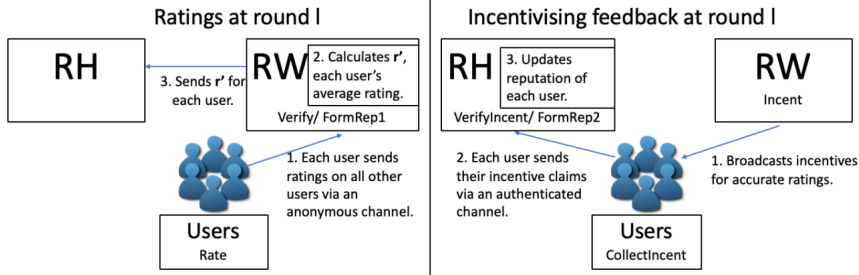 Ratings at round l
RH
RW
2. Calculates r’,
each user’s
average rating.
Verify/ FormRep1
3. Sends r’ for
each user.
1. Each user sends
ratings on all other
users via an
anonymous channel.
Users
Rate
Incentivising feedback at round l
RH
3. Updates
reputation of
each user.
VerifyIncent/ FormRep2
RW
Incent
2. Each user sends
their incentive claims
via an authenticated
channel.
1. Broadcasts incentives
for accurate ratings.
Users
CollectIncent